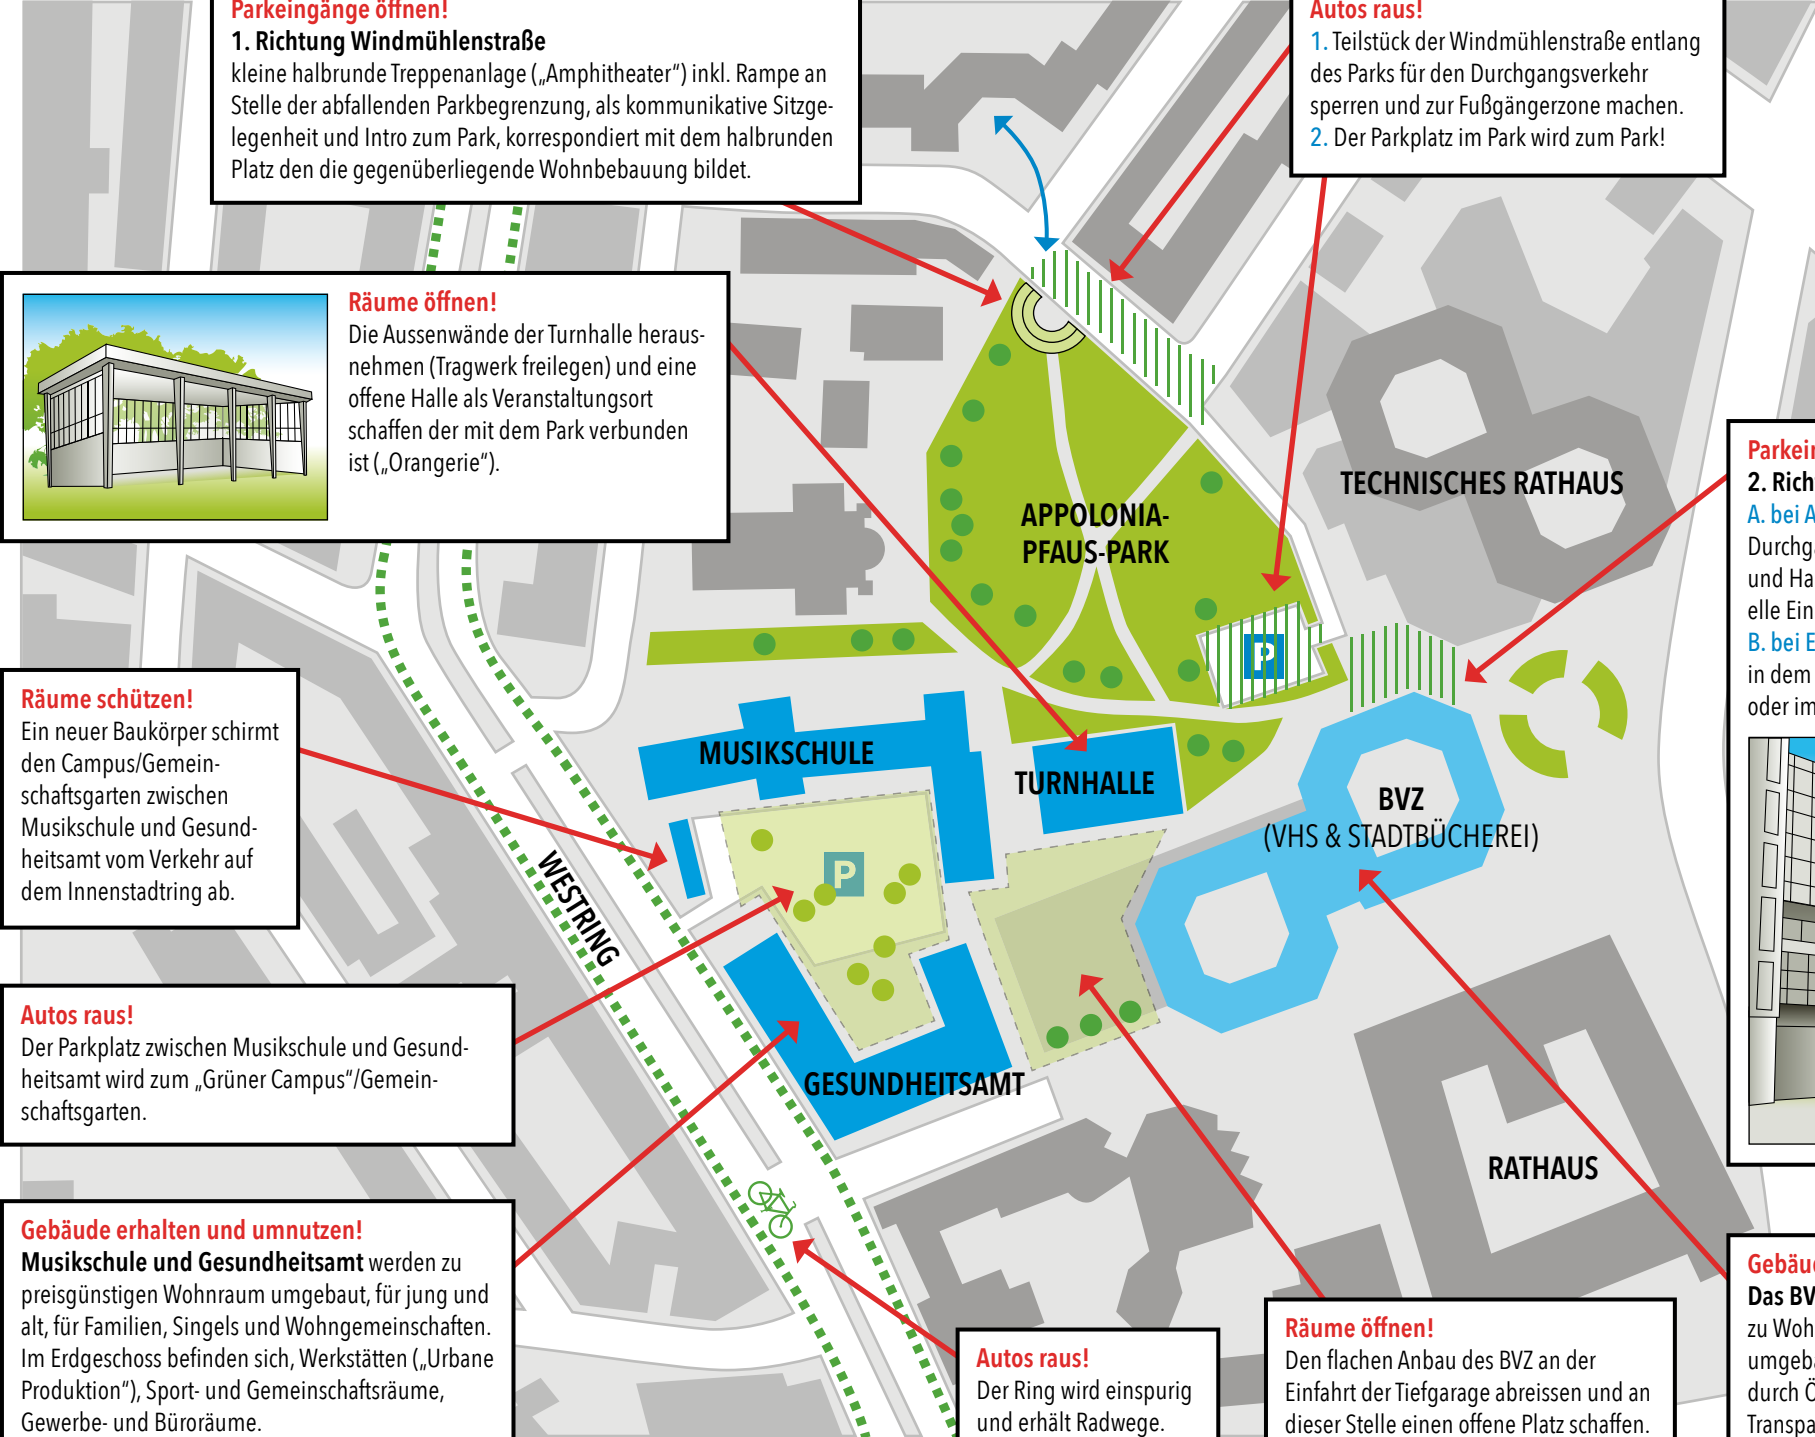 Parkeingänge öffnen!
1. Richtung Windmühlenstraße
kleine halbrunde Treppenanlage („Amphitheater“) inkl. Rampe an
Stelle der abfallenden Parkbegrenzung, als kommunikative Sitzge-
legenheit und Intro zum Park, korrespondiert mit dem halbrunden
Platz den die gegenüberliegende Wohnbebauung bildet.
Autos raus!
1. Teilstück der Windmühlenstraße entlang
des Parks für den Durchgangsverkehr
sperren und zur Fußgängerzone machen.
2. Der Parkplatz im Park wird zum Park!
Räume öffnen!
Die Aussenwände der Turnhalle heraus-
nehmen (Tragwerk freilegen) und eine
offene Halle als Veranstaltungsort
schaffen der mit dem Park verbunden
ist („Orangerie“).
TECHNISCHES RATHAUS
APPOLONIA-
PFAUS-PARK
P
2. Rich
A. bei A
und Ha
elle Ein
B. bei E
in dem
oder im
Räume schützen!
Ein neuer Baukörper schirmt
den Campus/Gemein-
schaftsgarten zwischen
Musikschule und Gesund-
heitsamt vom Verkehr auf
dem Innenstadtring ab.
MUSIKSCHULE
TURNHALLE
BVZ
(VHS & STADTBÜCHEREI)
P
WESTRING
Autos raus!
Der Parkplatz zwischen Musikschule und Gesund-
heitsamt wird zum „Grüner Campus“/Gemein-
schaftsgarten.
GESUNDHEITSAMT
RATHAUS
Gebäude erhalten und umnutzen!
Musikschule und Gesundheitsamt werden zu
preisgünstigen Wohnraum umgebaut, für jung und
alt, für Familien, Singels und Wohngemeinschaften.
Im Erdgeschoss befinden sich, Werkstätten („Urbane
Produktion“), Sport- und Gemeinschaftsräume,
Gewerbe- und Büroräume.
Autos raus!
Der Ring wird einspurig
und erhält Radwege.
Räume öffnen!
Den flachen Anbau des BVZ an der
Einfahrt der Tiefgarage abreissen und an
dieser Stelle einen offene Platz schaffen.
Das BV
zu Woh
durch Ö